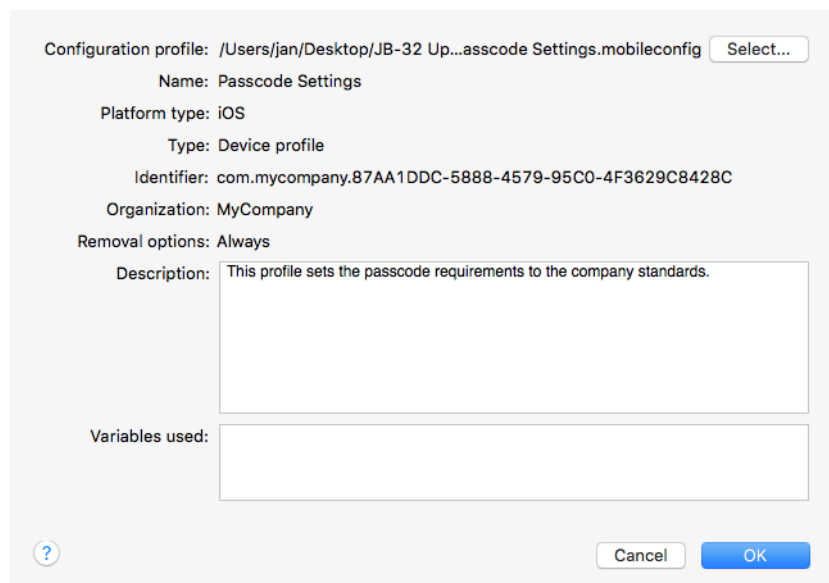 Configuration profile: /Users/jan/Desktop/JB-32 Up...asscode Settings.mobileconfig Select...
Name: Passcode Settings
Platform type: iOS
Type: Device profile
Identifier: com.mycompany.87AA1DDC-5888-4579-95C0-4F3629C8428C
Organization: MyCompany
Removal options: Always
Description: This profile sets the passcode requirements to the company standards.
Variables used:
? Cancel OK